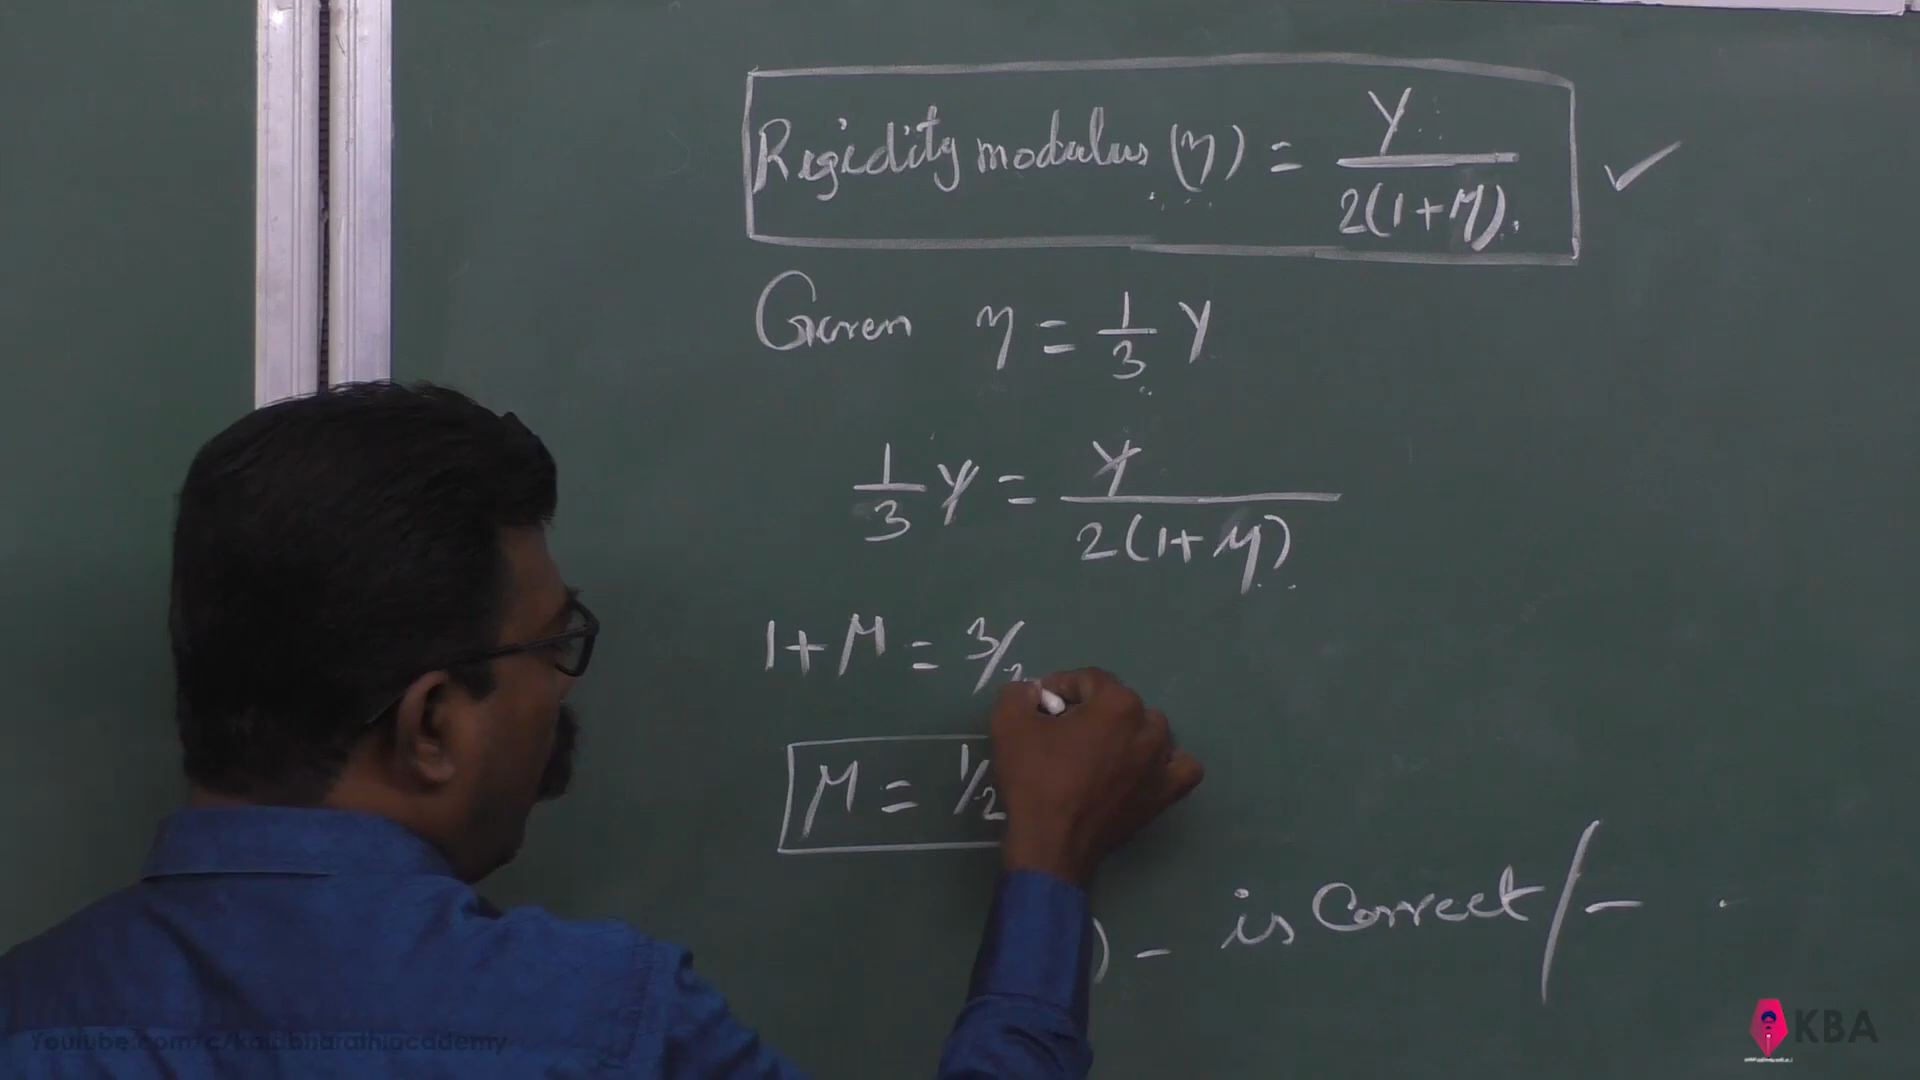 Rigidity modulus (η) = Y / 2(1+μ).
Given η = 1/3 Y
1/3 Y = Y / 2(1+μ)
1+μ = 3/2
μ = 1/2
) - is Correct/-
Youtube.com/c/kalibharathiacademy
KBA